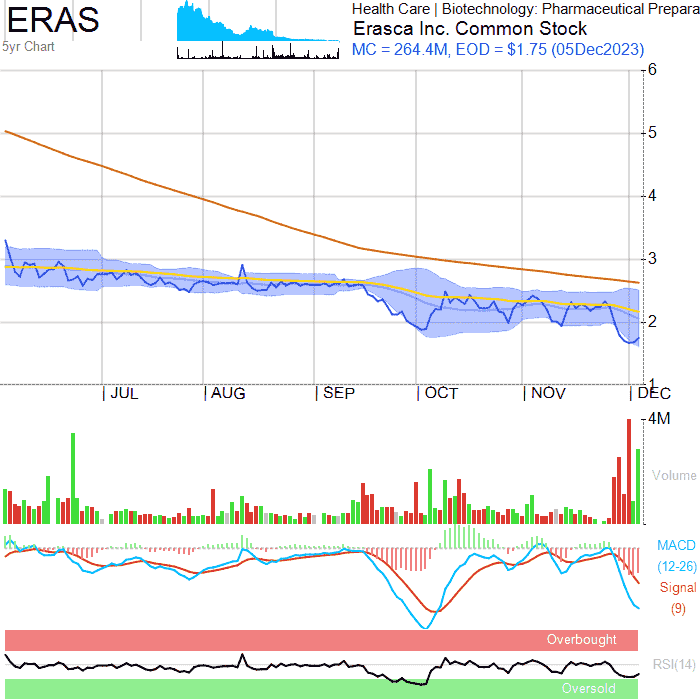 ERAS
5yr Chart
Health Care | Biotechnology: Pharmaceutical Prepara
Erasca Inc. Common Stock
MC = 264.4M, EOD = $1.75 (05Dec2023)
6
5
4
3
2
1
JUL AUG SEP OCT NOV DEC
4M
Volume
MACD
(12-26)
Signal
(9)
Overbought
RSI(14)
Oversold